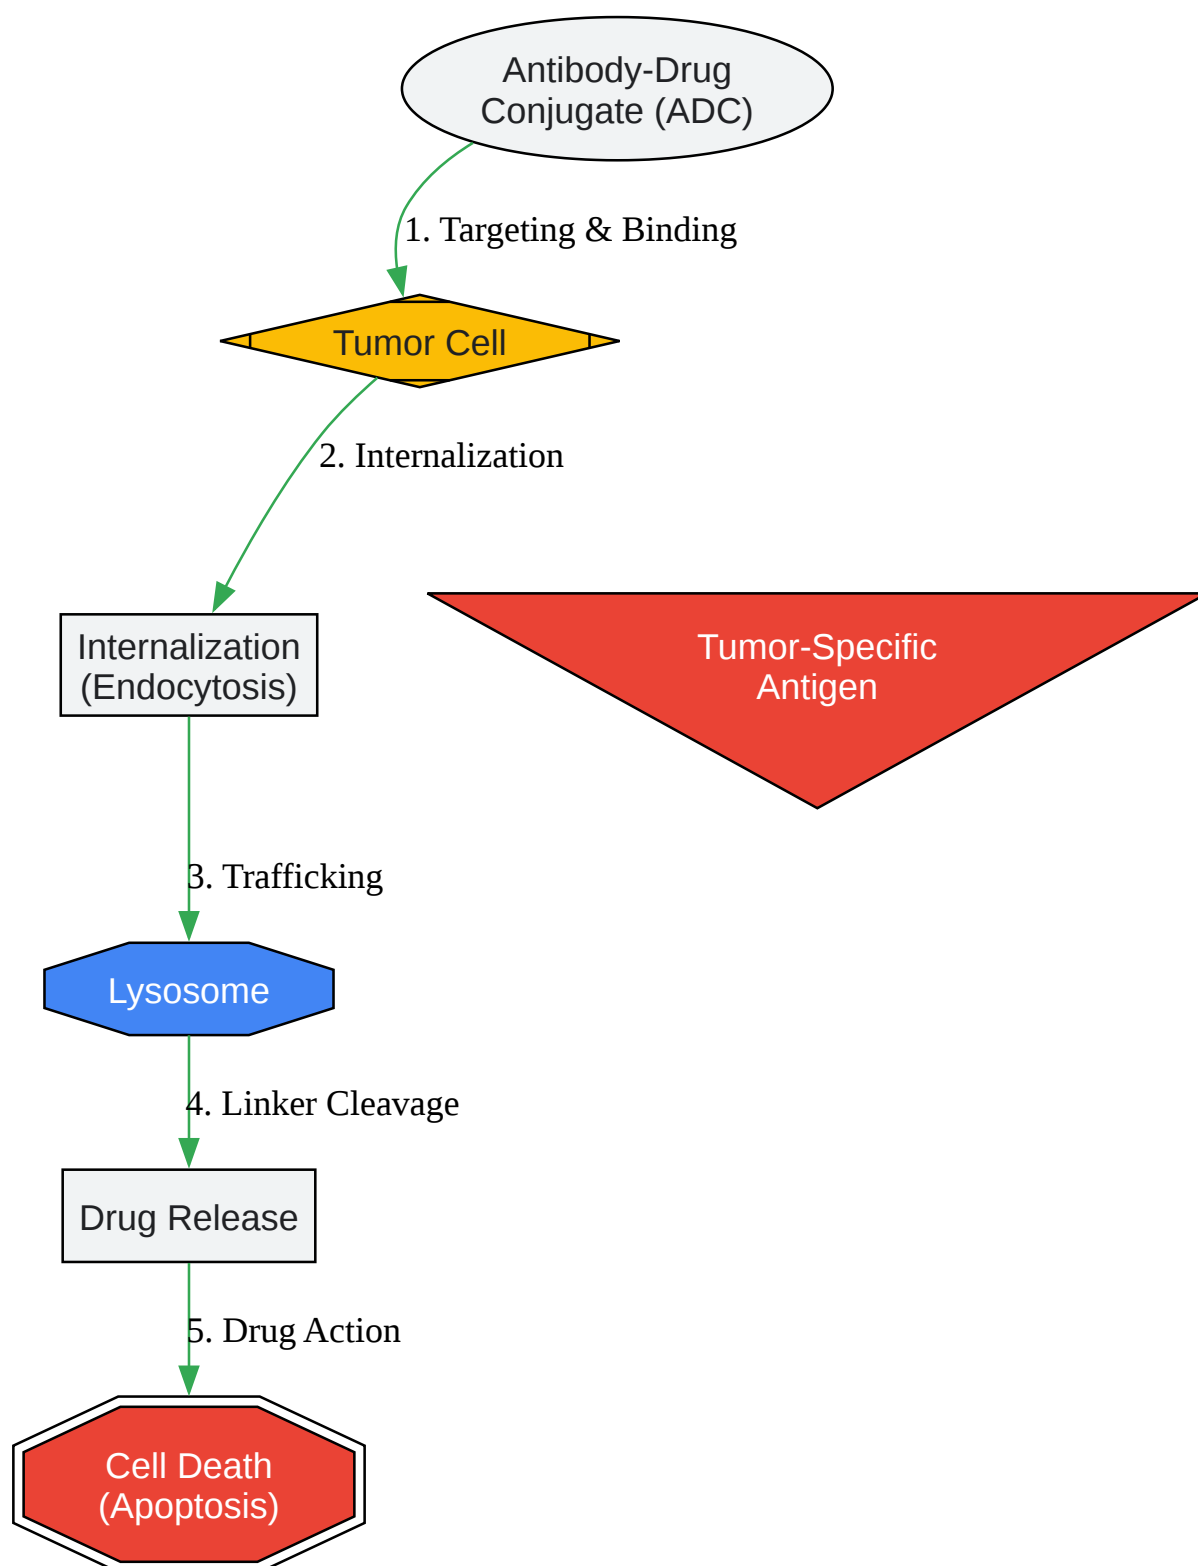 Antibody-Drug
Conjugate (ADC)
1. Targeting & Binding
Tumor Cell
2. Internalization
Internalization
(Endocytosis)
Tumor-Specific
Antigen
3. Trafficking
Lysosome
4. Linker Cleavage
Drug Release
5. Drug Action
Cell Death
(Apoptosis)